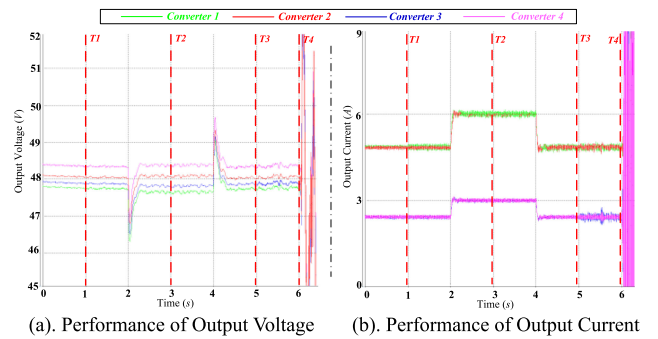 Converter 1 Converter 2 Converter 3 Converter 4
52
51
50
49
48
47
46
45
Output Voltage (V)
T1 T2 T3 T4
0 1 2 3 4 5 6
Time (s)
(a). Performance of Output Voltage
9
6
3
0
Output Current (A)
T1 T2 T3 T4
0 1 2 3 4 5 6
Time (s)
(b). Performance of Output Current